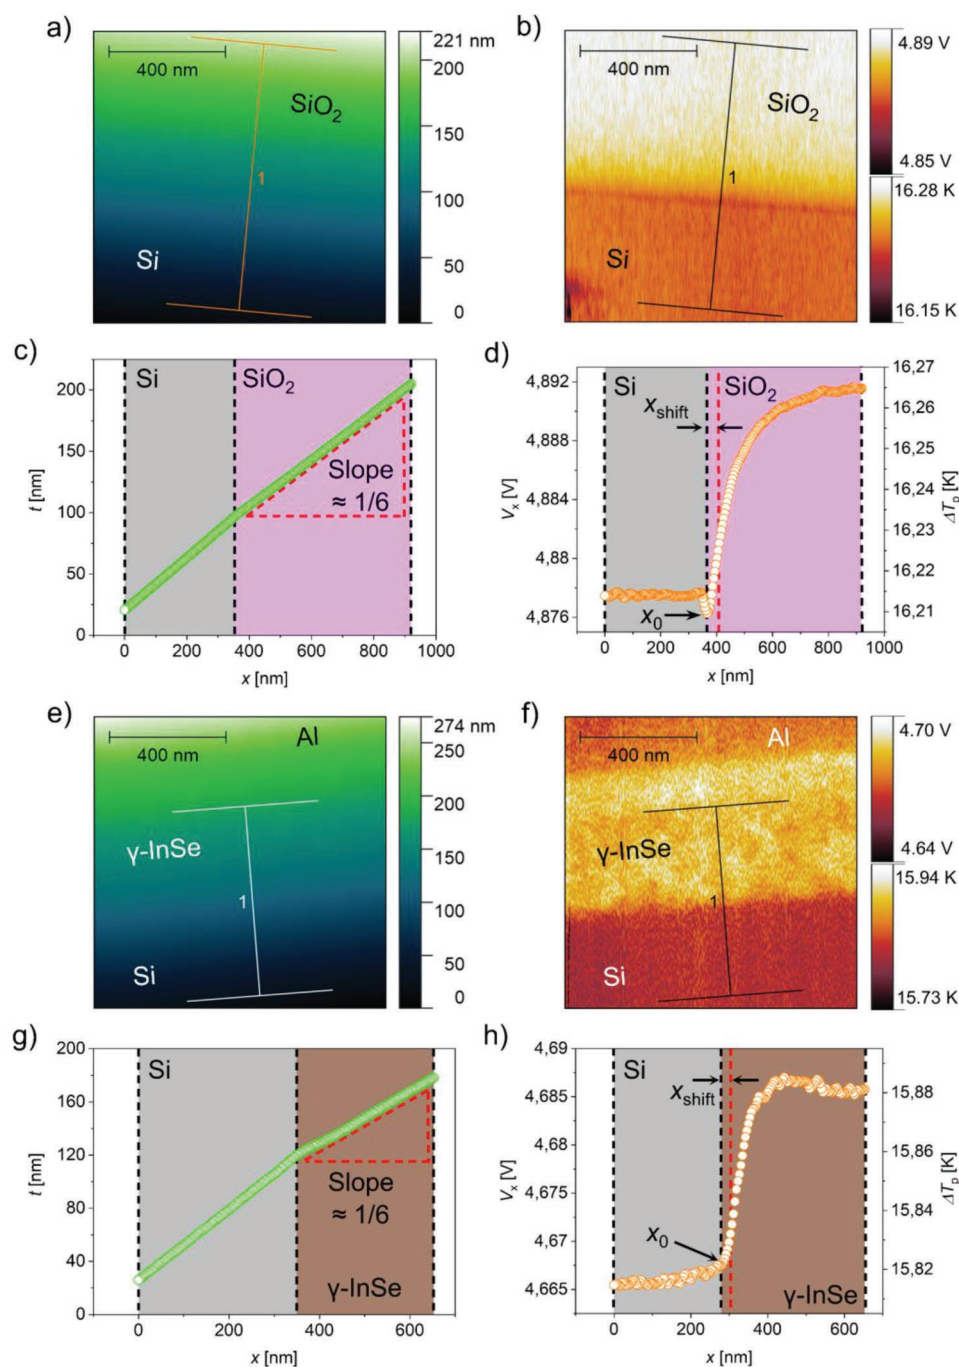 a)
400 nm
SiO2
1
Si
221 nm
200
150
100
50
0
b)
400 nm
SiO2
1
Si
4.89 V
4.85 V
16.28 K
16.15 K
c)
Si
SiO2
Slope
≈ 1/6
200
150
100
50
0
t [nm]
0 200 400 600 800 1000
x [nm]
d)
Si
SiO2
xshift
x0
4,892
4,888
4,884
4,880
4,876
Vx [V]
16,27
16,26
16,25
16,24
16,23
16,22
16,21
ΔTp [K]
0 200 400 600 800 1000
x [nm]
e)
400 nm
Al
γ-InSe
1
Si
274 nm
250
200
150
100
50
0
f)
400 nm
Al
γ-InSe
1
Si
4.70 V
4.64 V
15.94 K
15.73 K
g)
Si
Slope
≈ 1/6
γ-InSe
200
160
120
80
40
0
t [nm]
0 200 400 600
x [nm]
h)
Si
xshift
x0
γ-InSe
4,69
4,685
4,68
4,675
4,67
4,665
Vx [V]
15,88
15,86
15,84
15,82
ΔTp [K]
0 200 400 600
x [nm]